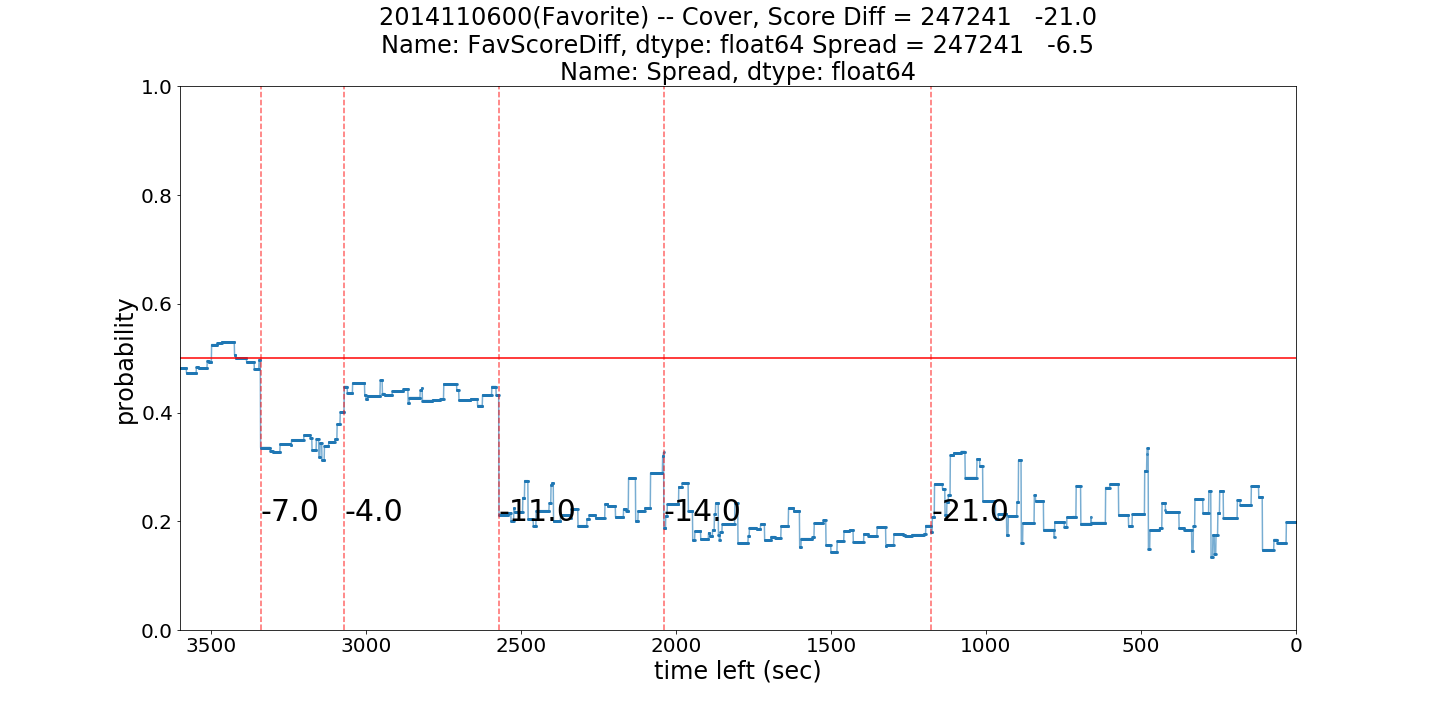 2014110600(Favorite) -- Cover, Score Diff = 247241   -21.0
Name: FavScoreDiff, dtype: float64 Spread = 247241   -6.5
Name: Spread, dtype: float64
1.0
0.8
0.6
0.4
0.2
0.0
probability
-7.0
-4.0
-11.0
-14.0
-21.0
3500 3000 2500 2000 1500 1000 500 0
time left (sec)